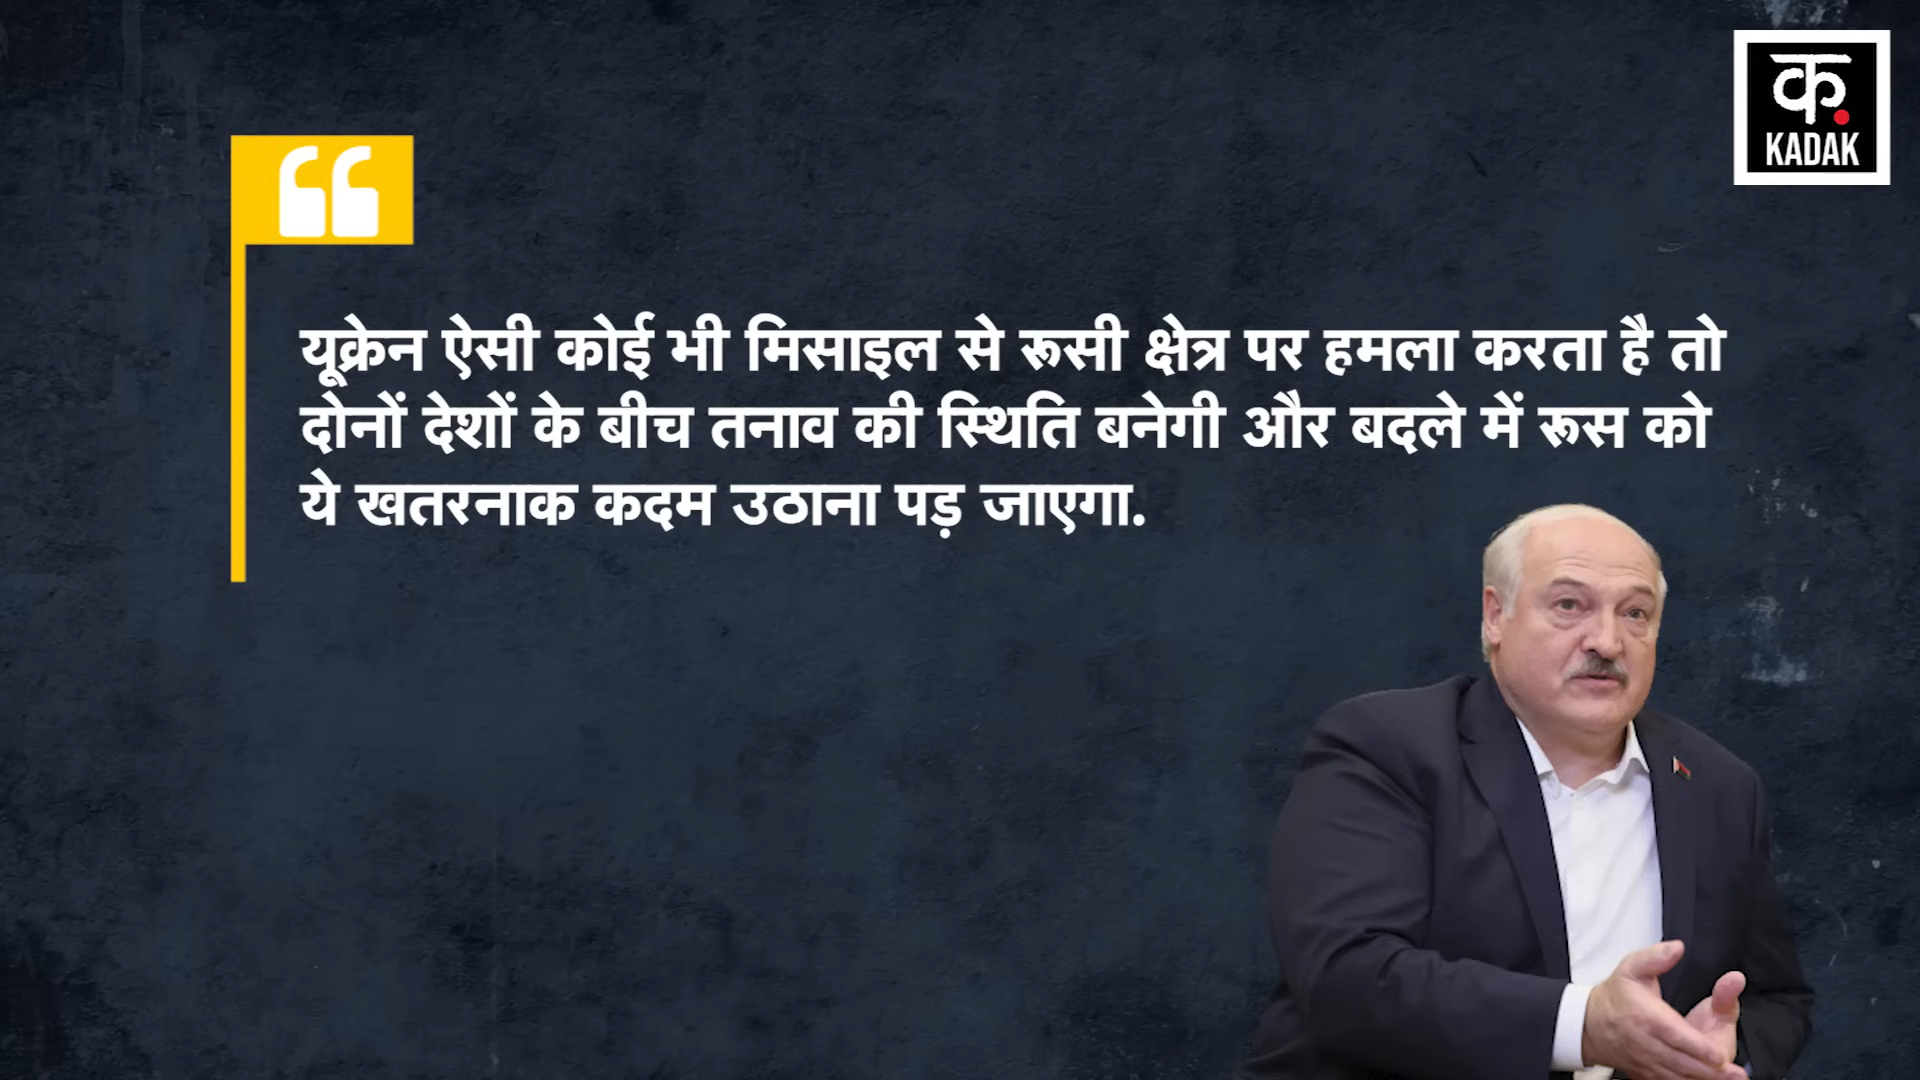 क
KADAK
यूक्रेन ऐसी कोई भी मिसाइल से रूसी क्षेत्र पर हमला करता है तो
दोनों देशों के बीच तनाव की स्थिति बनेगी और बदले में रूस को
ये खतरनाक कदम उठाना पड़ जाएगा.